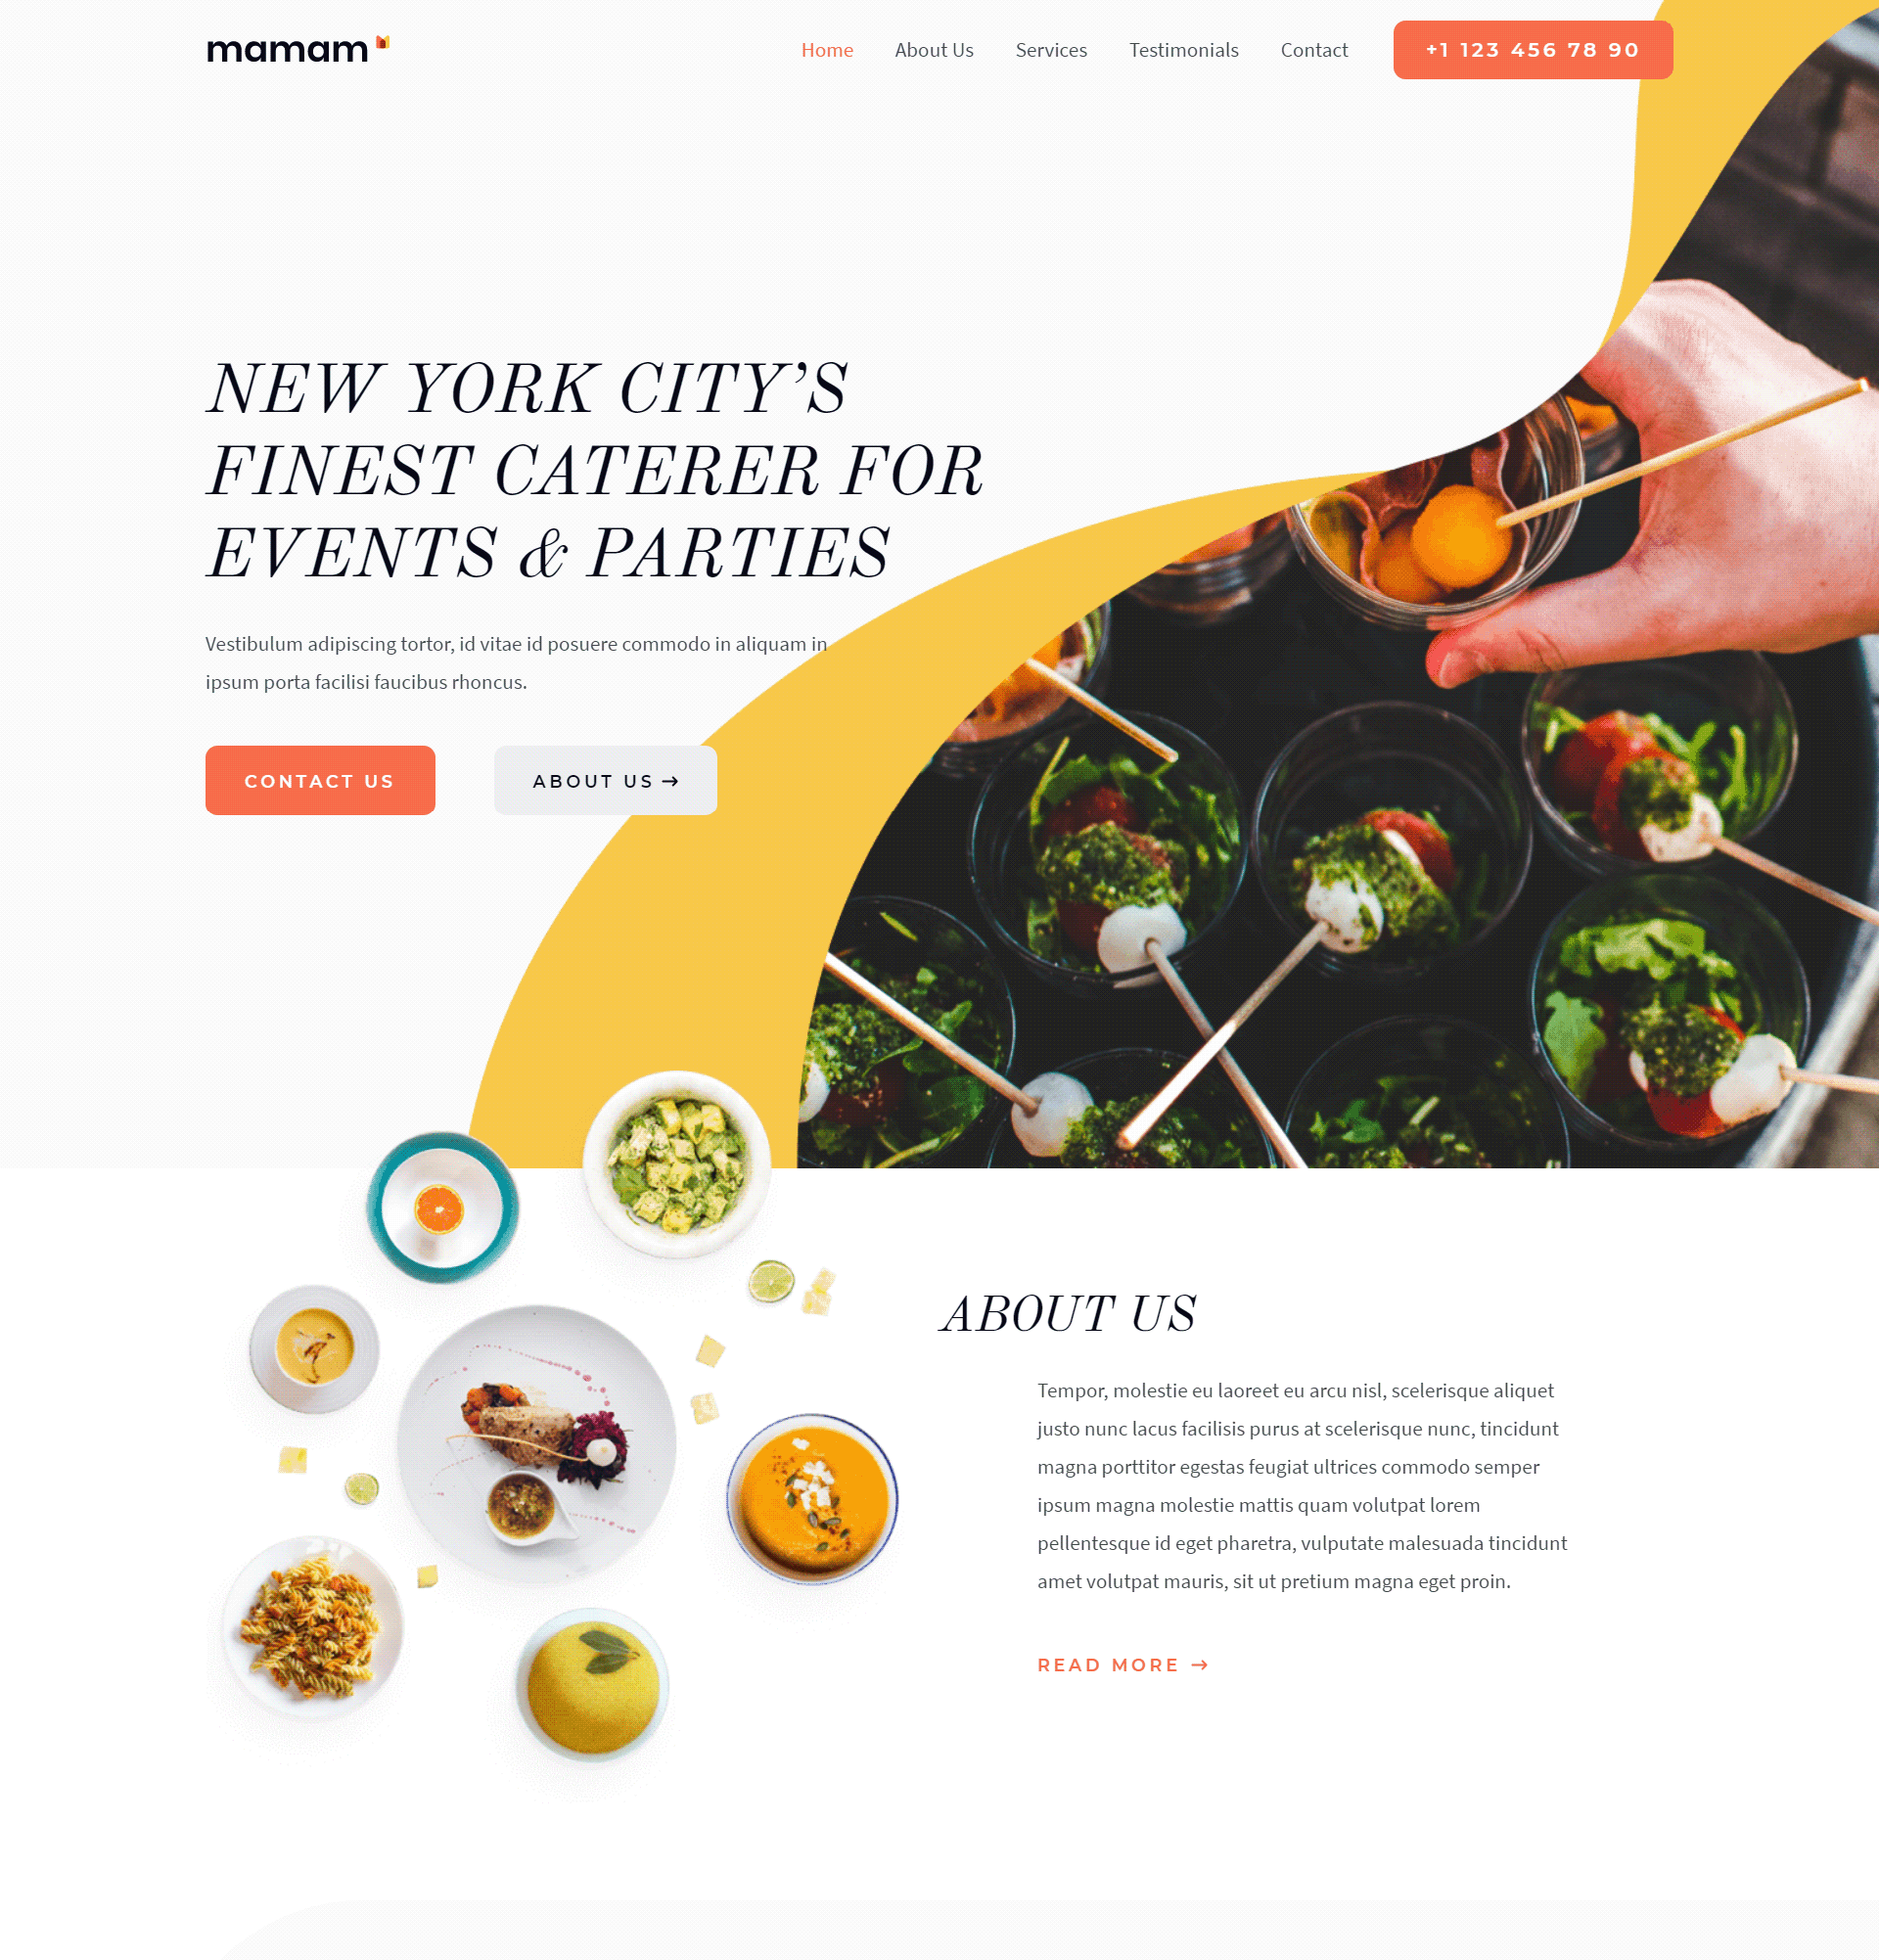 mamam
Home About Us Services Testimonials Contact +1 123 456 78 90
NEW YORK CITY’S
FINEST CATERER FOR
EVENTS & PARTIES
Vestibulum adipiscing tortor, id vitae id posuere commodo in aliquam in
ipsum porta facilisi faucibus rhoncus.
CONTACT US ABOUT US →
ABOUT US
Tempor, molestie eu laoreet eu arcu nisl, scelerisque aliquet
justo nunc lacus facilisis purus at scelerisque nunc, tincidunt
magna porttitor egestas feugiat ultrices commodo semper
ipsum magna molestie mattis quam volutpat lorem
pellentesque id eget pharetra, vulputate malesuada tincidunt
amet volutpat mauris, sit ut pretium magna eget proin.
READ MORE →